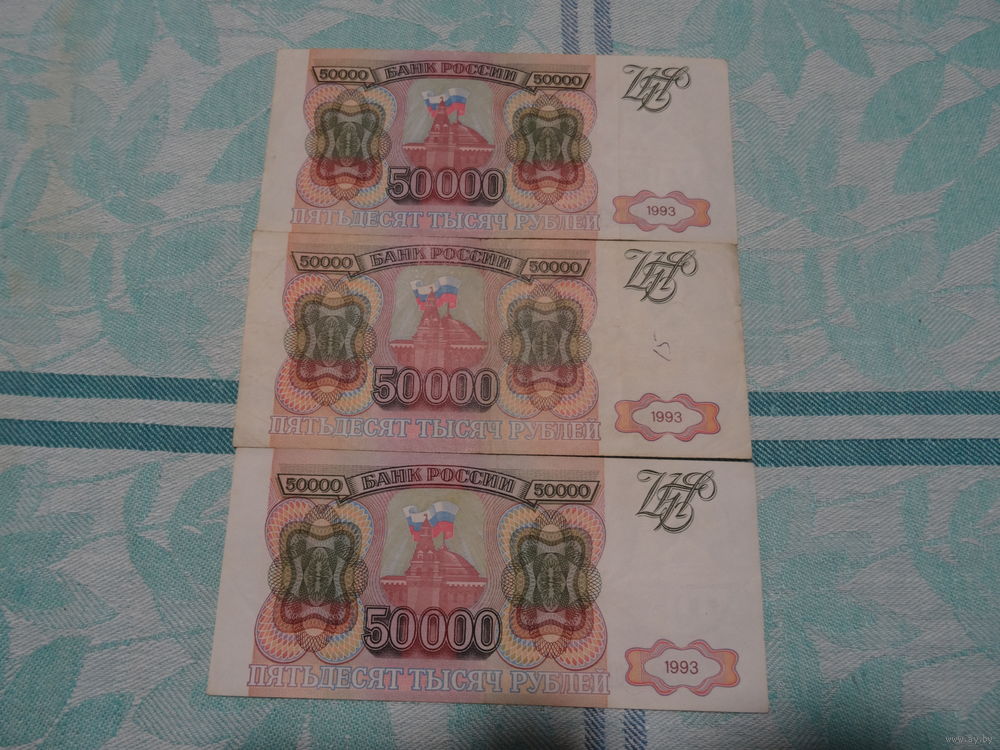 50000 БАНК РОССИИ 50000
50000
1993
ПЯТЬДЕСЯТ ТЫСЯЧ РУБЛЕЙ
50000 БАНК РОССИИ 50000
15
50000
1993
ПЯТЬДЕСЯТ ТЫСЯЧ РУБЛЕЙ
50000 БАНК РОССИИ 50000
50000
1993
ПЯТЬДЕСЯТ ТЫСЯЧ РУБЛЕЙ
www.ay.by